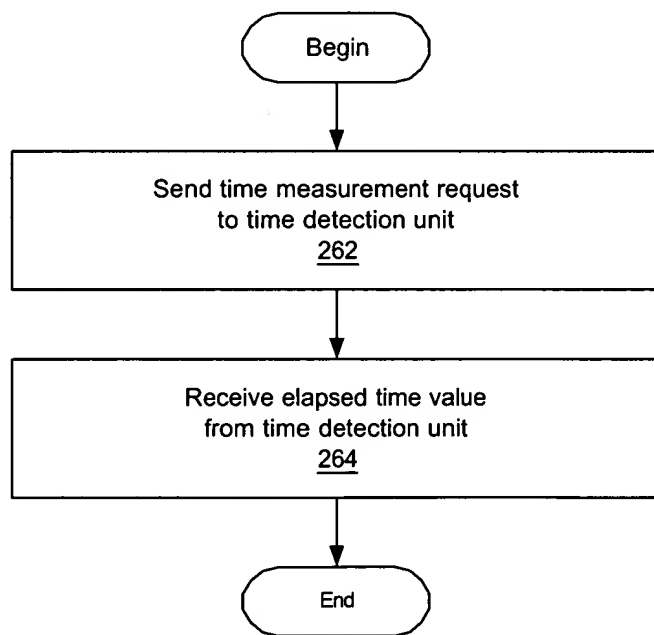 Begin
Send time measurement request
to time detection unit
262
Receive elapsed time value
from time detection unit
264
End